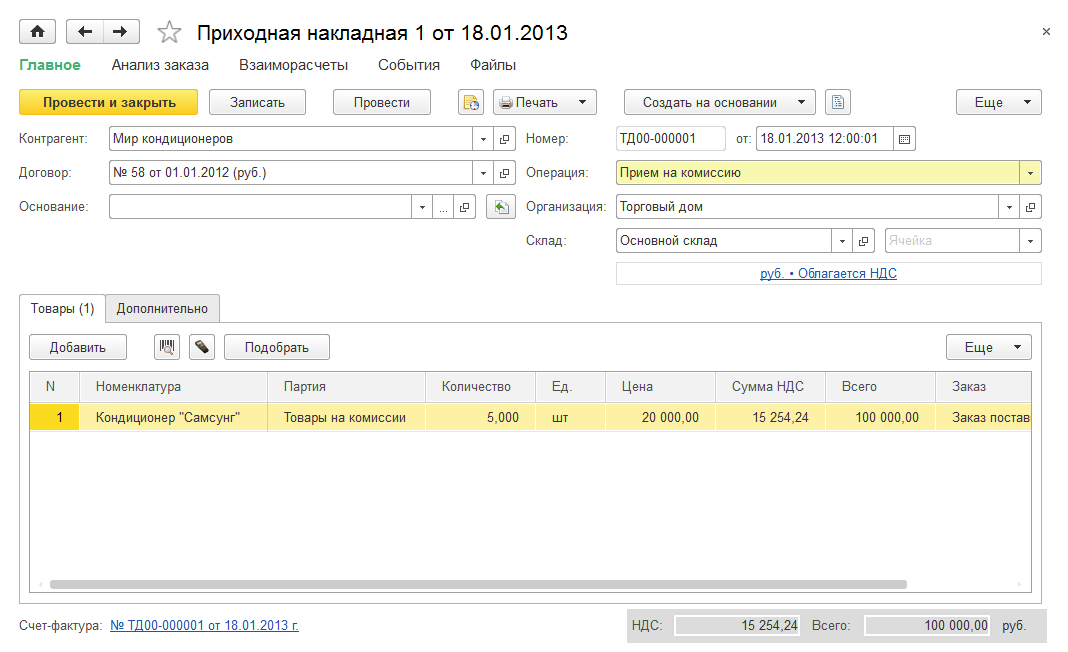 Приходная накладная 1 от 18.01.2013
Главное Анализ заказа Взаиморасчеты События Файлы
Провести и закрыть Записать Провести Печать Создать на основании Еще
Контрагент: Мир кондиционеров Номер: ТД00-000001 от: 18.01.2013 12:00:01
Договор: № 58 от 01.01.2012 (руб.) Операция: Прием на комиссию
Основание: ... Организация: Торговый дом
Склад: Основной склад Ячейка
руб. • Облагается НДС
Товары (1) Дополнительно
Добавить Подобрать Еще
N Номенклатура Партия Количество Ед. Цена Сумма НДС Всего Заказ
1 Кондиционер "Самсунг" Товары на комиссии 5,000 шт 20 000,00 15 254,24 100 000,00 Заказ постав
Счет-фактура: № ТД00-000001 от 18.01.2013 г. НДС: 15 254,24 Всего: 100 000,00 руб.